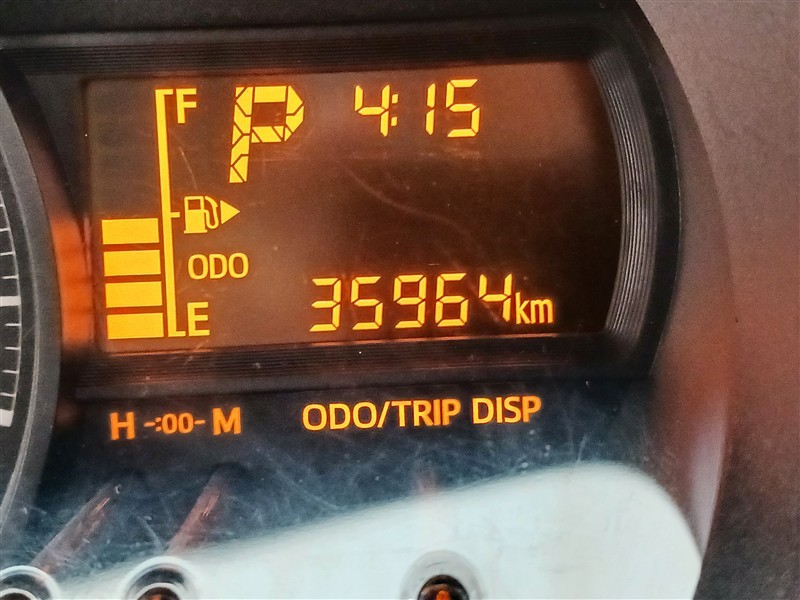 F P 4:15
ODO
E 35964km
H -:00- M ODO/TRIP DISP